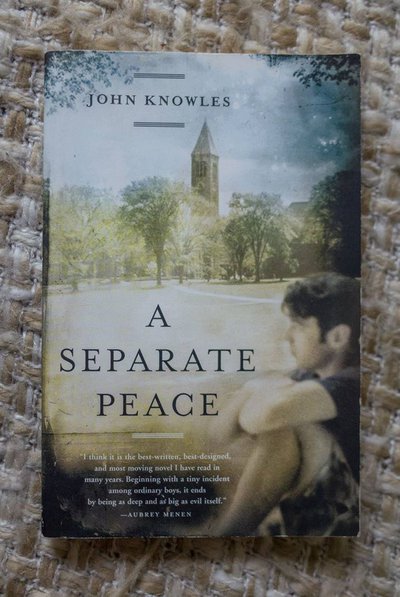 JOHN KNOWLES
A
SEPARATE
PEACE
"I think it is the best-written, best-designed,
and most moving novel I have read in
many years. Beginning with a tiny incident
among ordinary boys, it ends
by being as deep and as big as evil itself."
—AUBREY MENEN